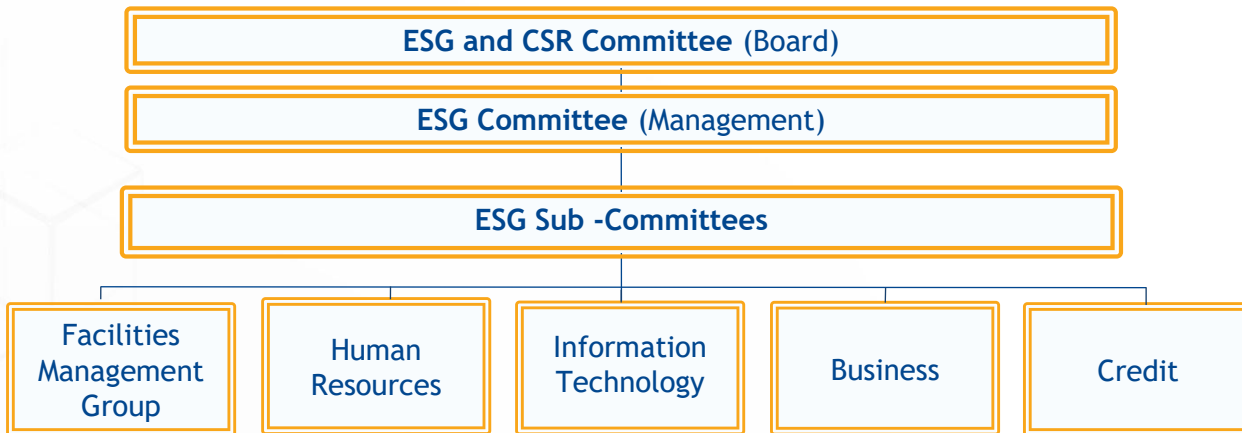 ESG and CSR Committee (Board)
ESG Committee (Management)
ESG Sub -Committees
Facilities
Management
Group
Human
Resources
Information
Technology
Business
Credit